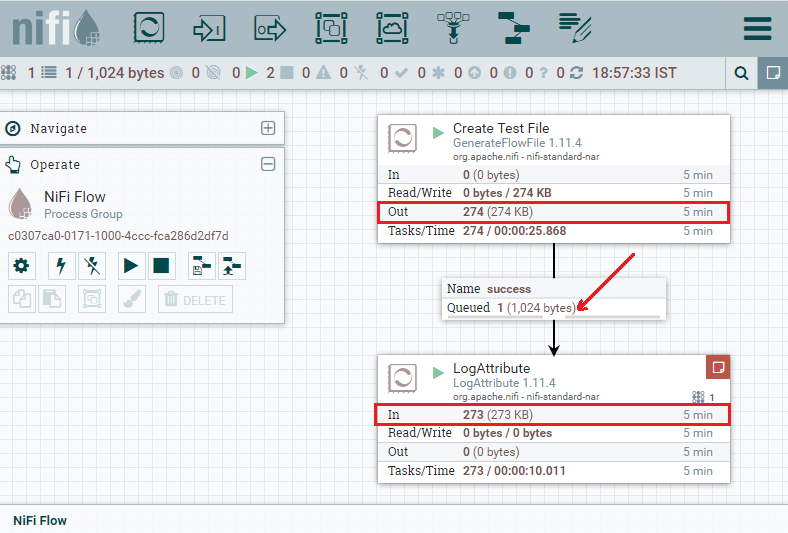 nifi
1 1 / 1,024 bytes 0 0 2 0 0 0 0 0 0 0 0 18:57:33 IST
Navigate
Operate
NiFi Flow
Process Group
c0307ca0-0171-1000-4ccc-fca286d2df7d
DELETE
Create Test File
GenerateFlowFile 1.11.4
org.apache.nifi - nifi-standard-nar
In 0 (0 bytes) 5 min
Read/Write 0 bytes / 274 KB 5 min
Out 274 (274 KB) 5 min
Tasks/Time 274 / 00:00:25.868 5 min
Name success
Queued 1 (1,024 bytes)
LogAttribute
LogAttribute 1.11.4
org.apache.nifi - nifi-standard-nar
1
In 273 (273 KB) 5 min
Read/Write 0 bytes / 0 bytes 5 min
Out 0 (0 bytes) 5 min
Tasks/Time 273 / 00:00:10.011 5 min
NiFi Flow